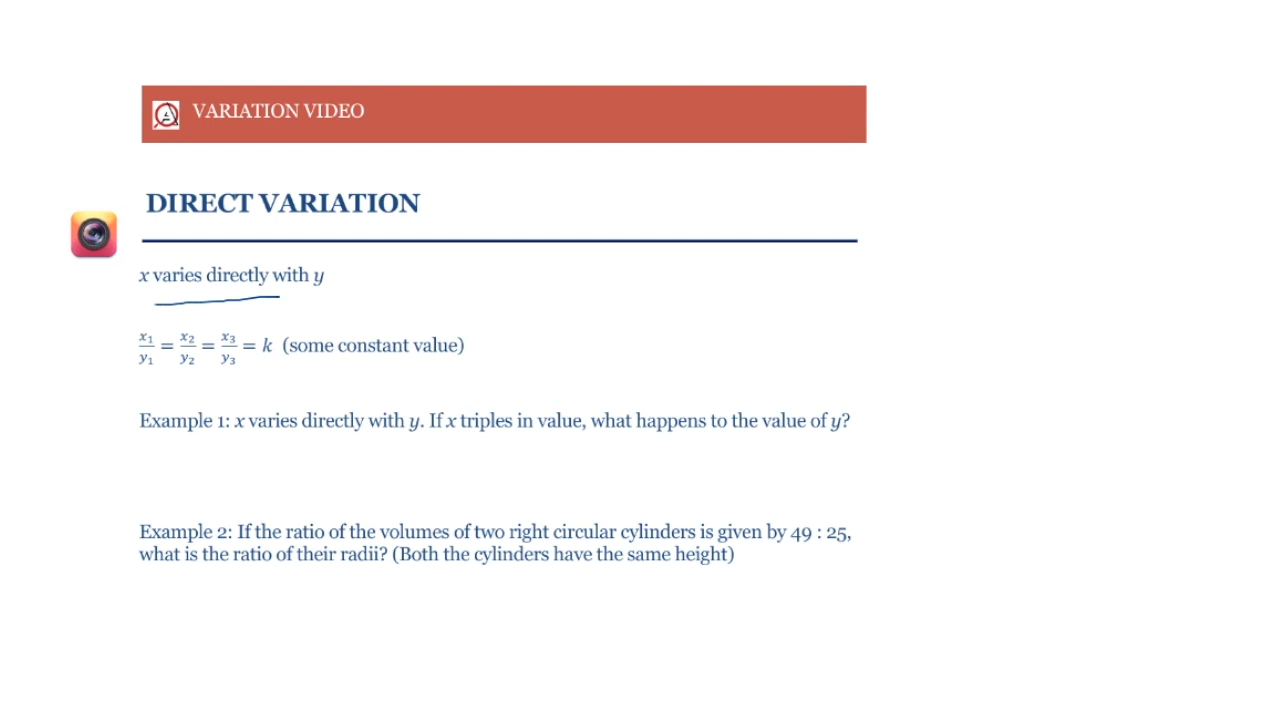 VARIATION VIDEO
DIRECT VARIATION
x varies directly with y
x₁/y₁ = x₂/y₂ = x₃/y₃ = k (some constant value)
Example 1: x varies directly with y. If x triples in value, what happens to the value of y?
Example 2: If the ratio of the volumes of two right circular cylinders is given by 49 : 25,
what is the ratio of their radii? (Both the cylinders have the same height)